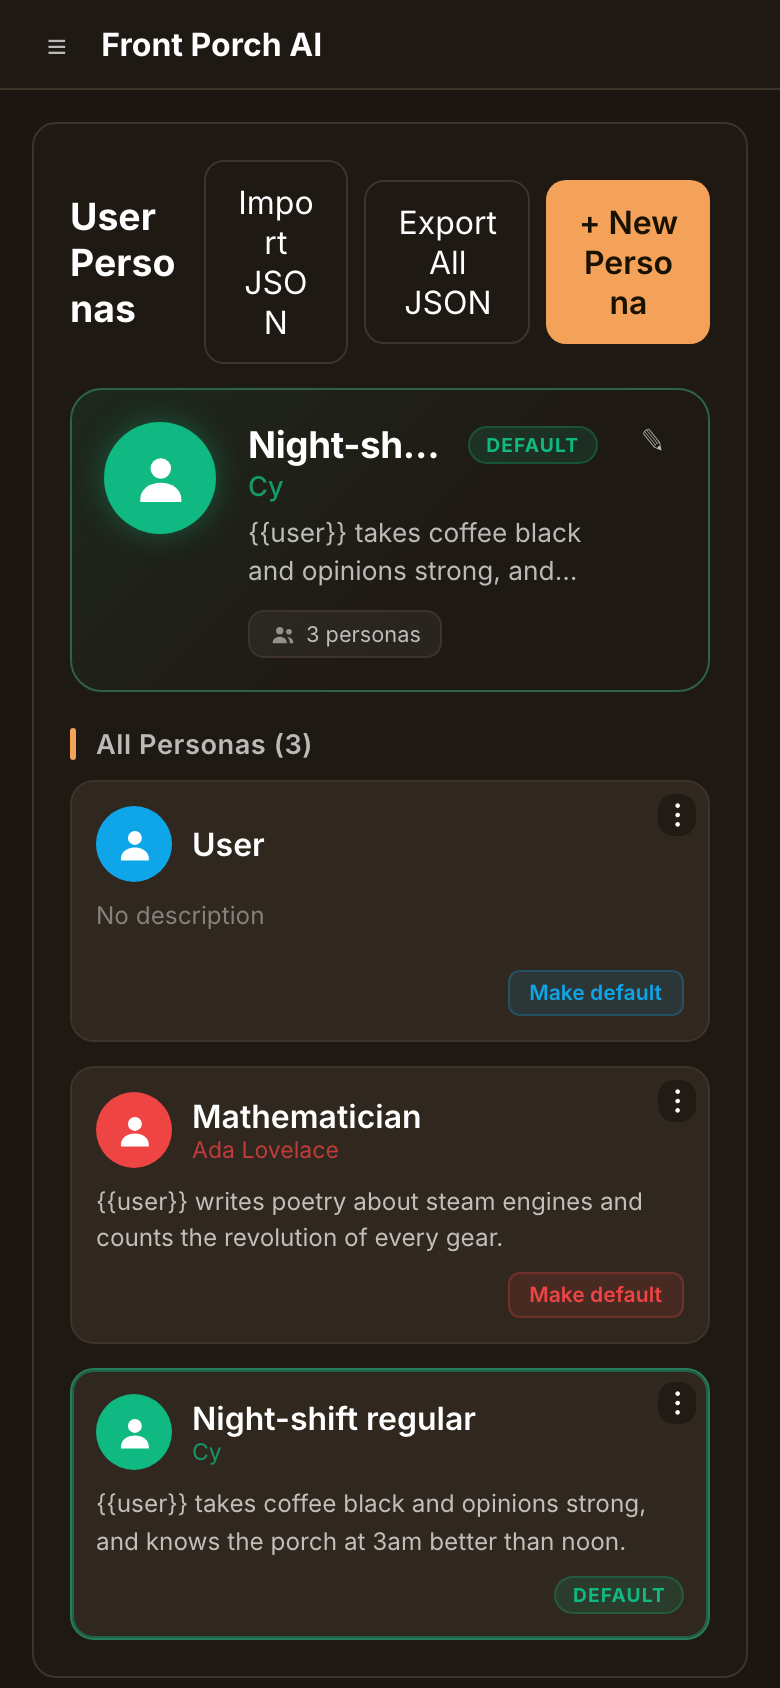 Front Porch AI
User
Perso
nas
Impo
rt
JSO
N
Export
All
JSON
+ New
Perso
na
Night-sh...
DEFAULT
Cy
{{user}} takes coffee black
and opinions strong, and...
3 personas
All Personas (3)
User
No description
Make default
Mathematician
Ada Lovelace
{{user}} writes poetry about steam engines and
counts the revolution of every gear.
Make default
Night-shift regular
Cy
{{user}} takes coffee black and opinions strong,
and knows the porch at 3am better than noon.
DEFAULT